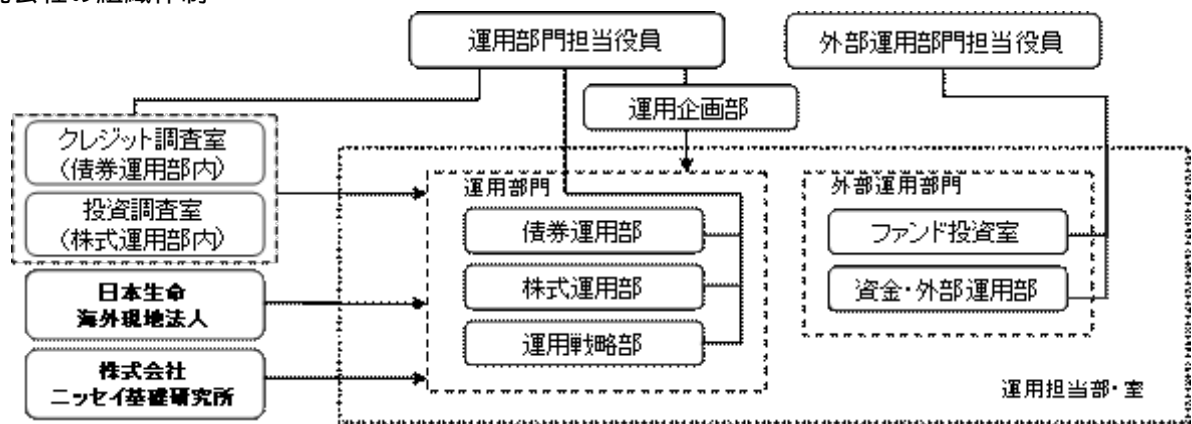 運用部門担当役員
外部運用部門担当役員
運用企画部
クレジット調査室
（債券運用部内）
投資調査室
（株式運用部内）
日本生命
海外現地法人
株式会社
ニッセイ基礎研究所
運用部門
債券運用部
株式運用部
運用戦略部
外部運用部門
ファンド投資室
資金・外部運用部
運用担当部・室